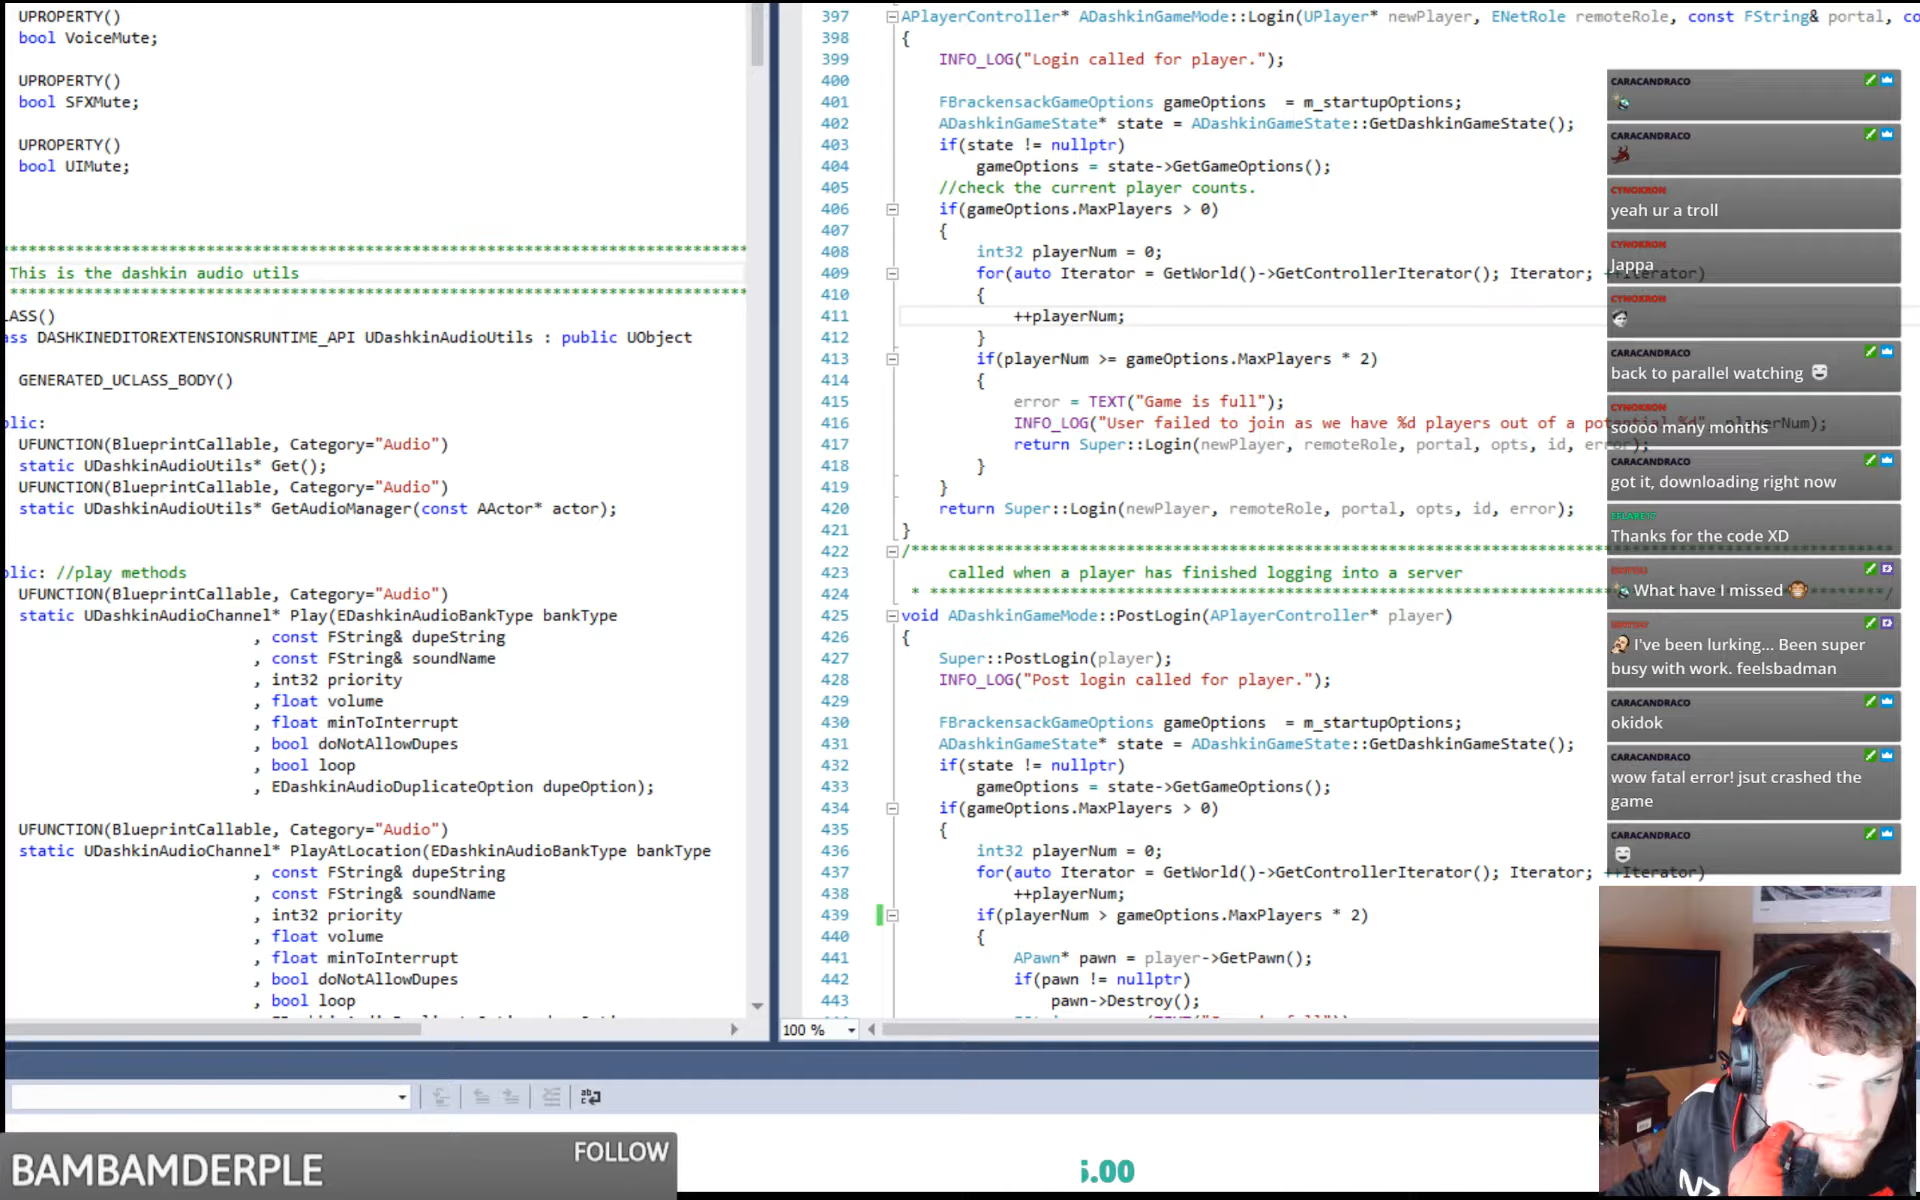 UPROPERTY()
bool VoiceMute;
UPROPERTY()
bool SFXMute;
UPROPERTY()
bool UIMute;
This is the dashkin audio utils
LASS()
ass DASHKINEDITOREXTENSIONSRUNTIME_API UDashkinAudioUtils : public UObject
GENERATED_UCLASS_BODY()
blic:
UFUNCTION(BlueprintCallable, Category="Audio")
static UDashkinAudioUtils* Get();
UFUNCTION(BlueprintCallable, Category="Audio")
static UDashkinAudioUtils* GetAudioManager(const AActor* actor);
blic: //play methods
UFUNCTION(BlueprintCallable, Category="Audio")
static UDashkinAudioChannel* Play(EDashkinAudioBankType bankType
, const FString& dupeString
, const FString& soundName
, int32 priority
, float volume
, float minToInterrupt
, bool doNotAllowDupes
, bool loop
, EDashkinAudioDuplicateOption dupeOption);
UFUNCTION(BlueprintCallable, Category="Audio")
static UDashkinAudioChannel* PlayAtLocation(EDashkinAudioBankType bankType
, const FString& dupeString
, const FString& soundName
, int32 priority
, float volume
, float minToInterrupt
, bool doNotAllowDupes
, bool loop
397 APlayerController* ADashkinGameMode::Login(UPlayer* newPlayer, ENetRole remoteRole, const FString& portal, co
398 {
399 INFO_LOG("Login called for player.");
400
401 FBrackensackGameOptions gameOptions = m_startupOptions;
402 ADashkinGameState* state = ADashkinGameState::GetDashkinGameState();
403 if(state != nullptr)
404 gameOptions = state->GetGameOptions();
405 //check the current player counts.
406 if(gameOptions.MaxPlayers > 0)
407 {
408 int32 playerNum = 0;
409 for(auto Iterator = GetWorld()->GetControllerIterator(); Iterator; ++Iterator)
410 {
411 ++playerNum;
412 }
413 if(playerNum >= gameOptions.MaxPlayers * 2)
414 {
415 error = TEXT("Game is full");
416 INFO_LOG("User failed to join as we have %d players out of a potential %d", playerNum);
417 return Super::Login(newPlayer, remoteRole, portal, opts, id, error);
418 }
419 }
420 return Super::Login(newPlayer, remoteRole, portal, opts, id, error);
421 }
422 /******************************************************************************
423 called when a player has finished logging into a server
424 * ******************************************************************************/
425 void ADashkinGameMode::PostLogin(APlayerController* player)
426 {
427 Super::PostLogin(player);
428 INFO_LOG("Post login called for player.");
429
430 FBrackensackGameOptions gameOptions = m_startupOptions;
431 ADashkinGameState* state = ADashkinGameState::GetDashkinGameState();
432 if(state != nullptr)
433 gameOptions = state->GetGameOptions();
434 if(gameOptions.MaxPlayers > 0)
435 {
436 int32 playerNum = 0;
437 for(auto Iterator = GetWorld()->GetControllerIterator(); Iterator; ++Iterator)
438 ++playerNum;
439 if(playerNum > gameOptions.MaxPlayers * 2)
440 {
441 APawn* pawn = player->GetPawn();
442 if(pawn != nullptr)
443 pawn->Destroy();
100 %
CARACANDRACO
CARACANDRACO
CYNOKRON
yeah ur a troll
CYNOKRON
Jappa
CYNOKRON
CARACANDRACO
back to parallel watching
CYNOKRON
soooo many months
CARACANDRACO
got it, downloading right now
Thanks for the code XD
What have I missed
I've been lurking... Been super
busy with work. feelsbadman
CARACANDRACO
okidok
CARACANDRACO
wow fatal error! jsut crashed the
game
CARACANDRACO
BAMBAMDERPLE
FOLLOW
.00